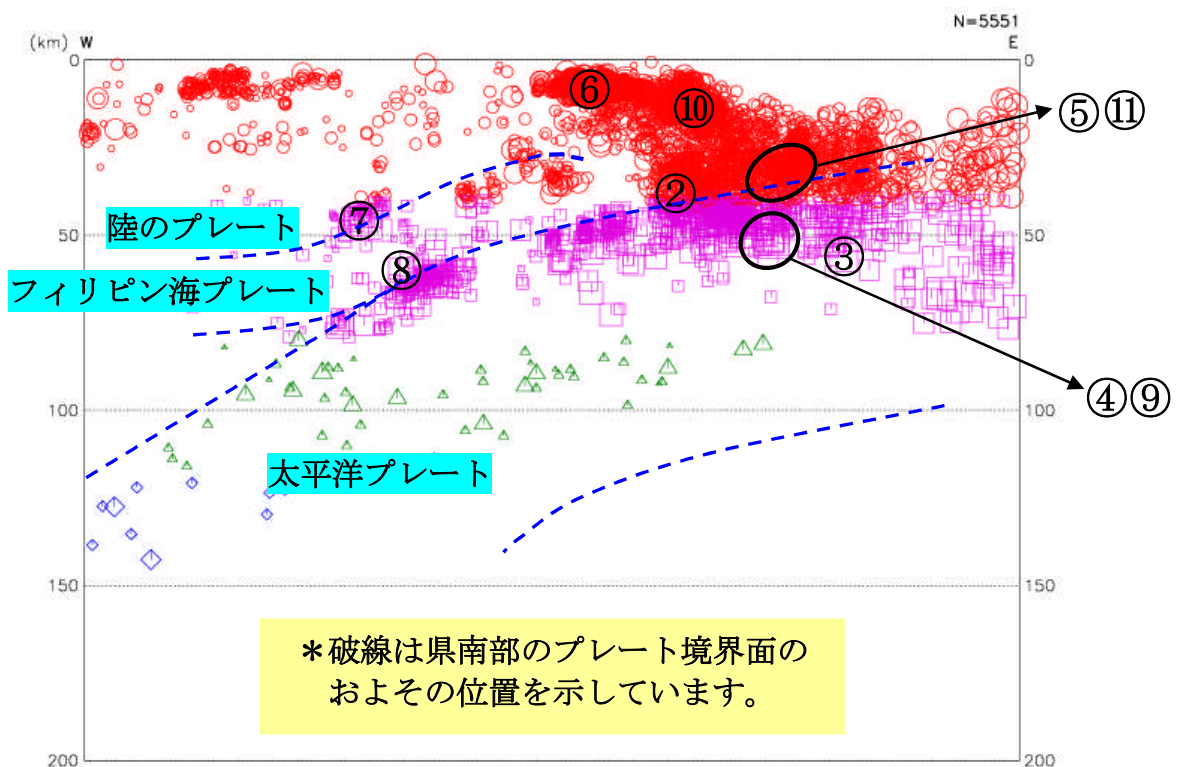 N=5551
(km) W
E
0
0
⑥
⑩
⑤⑪
②
陸のプレート
⑦
50
50
③
⑧
フィリピン海プレート
④⑨
100
100
太平洋プレート
150
150
＊破線は県南部のプレート境界面の
およその位置を示しています。
200
200